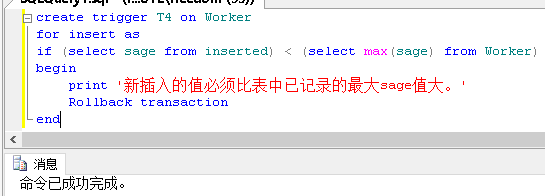 create trigger T4 on Worker
for insert as
if (select sage from inserted) < (select max(sage) from Worker)
begin
print '新插入的值必须比表中已记录的最大sage值大。'
Rollback transaction
end
消息
命令已成功完成。